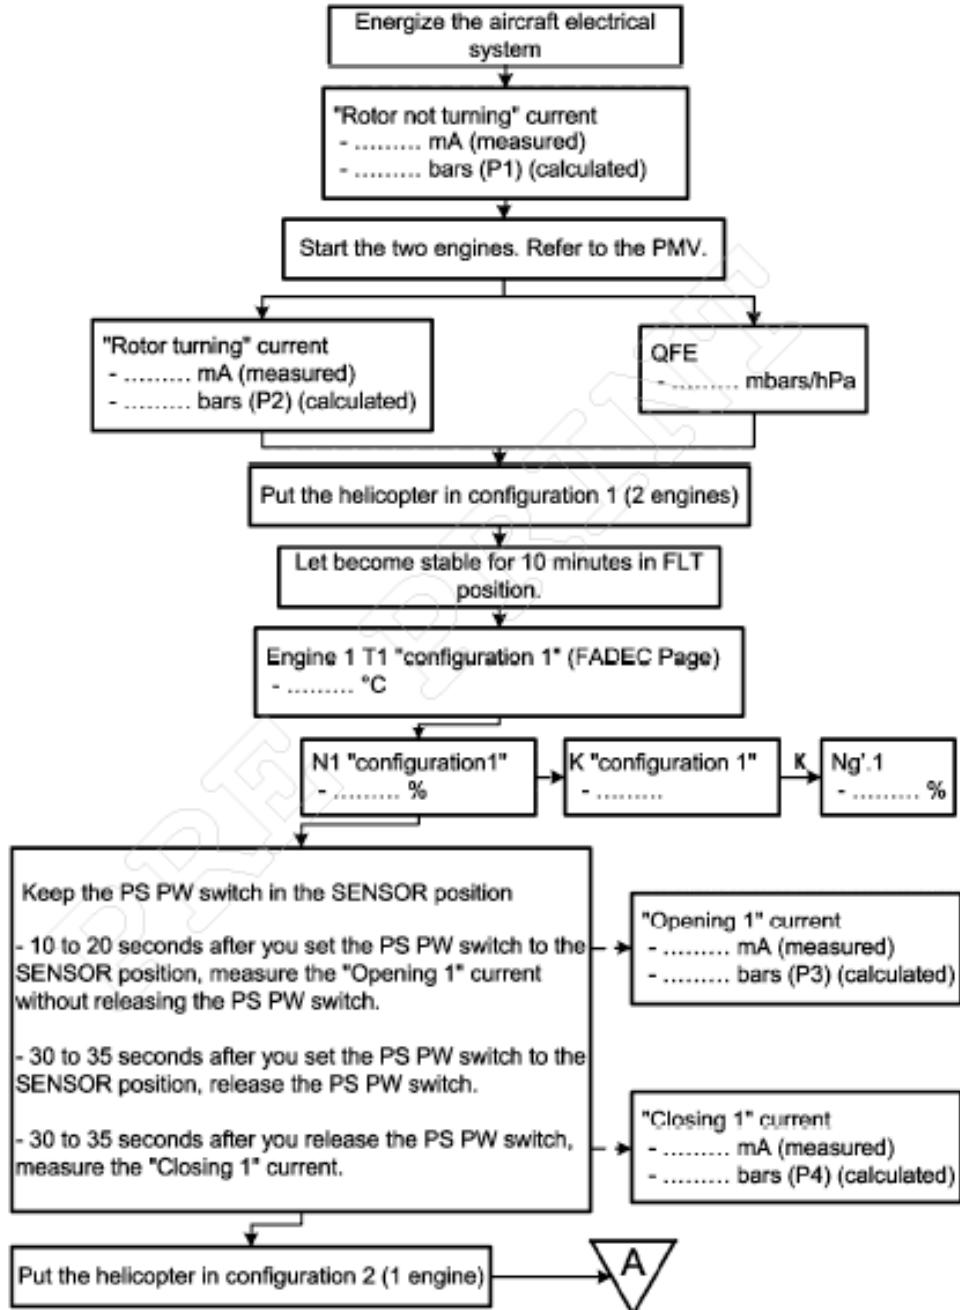 Energize the aircraft electrical
system
"Rotor not turning" current
- ......... mA (measured)
- ......... bars (P1) (calculated)
Start the two engines. Refer to the PMV.
"Rotor turning" current
- ......... mA (measured)
- ......... bars (P2) (calculated)
QFE
- ......... mbars/hPa
Put the helicopter in configuration 1 (2 engines)
Let become stable for 10 minutes in FLT
position.
Engine 1 T1 "configuration 1" (FADEC Page)
- ......... °C
N1 "configuration1"
- ......... %
K "configuration 1"
- .........
K
Ng'.1
- ......... %
Keep the PS PW switch in the SENSOR position
- 10 to 20 seconds after you set the PS PW switch to the
SENSOR position, measure the "Opening 1" current
without releasing the PS PW switch.
- 30 to 35 seconds after you set the PS PW switch to the
SENSOR position, release the PS PW switch.
- 30 to 35 seconds after you release the PS PW switch,
measure the "Closing 1" current.
"Opening 1" current
- ......... mA (measured)
- ......... bars (P3) (calculated)
"Closing 1" current
- ......... mA (measured)
- ......... bars (P4) (calculated)
Put the helicopter in configuration 2 (1 engine)
A
PRE PRINT